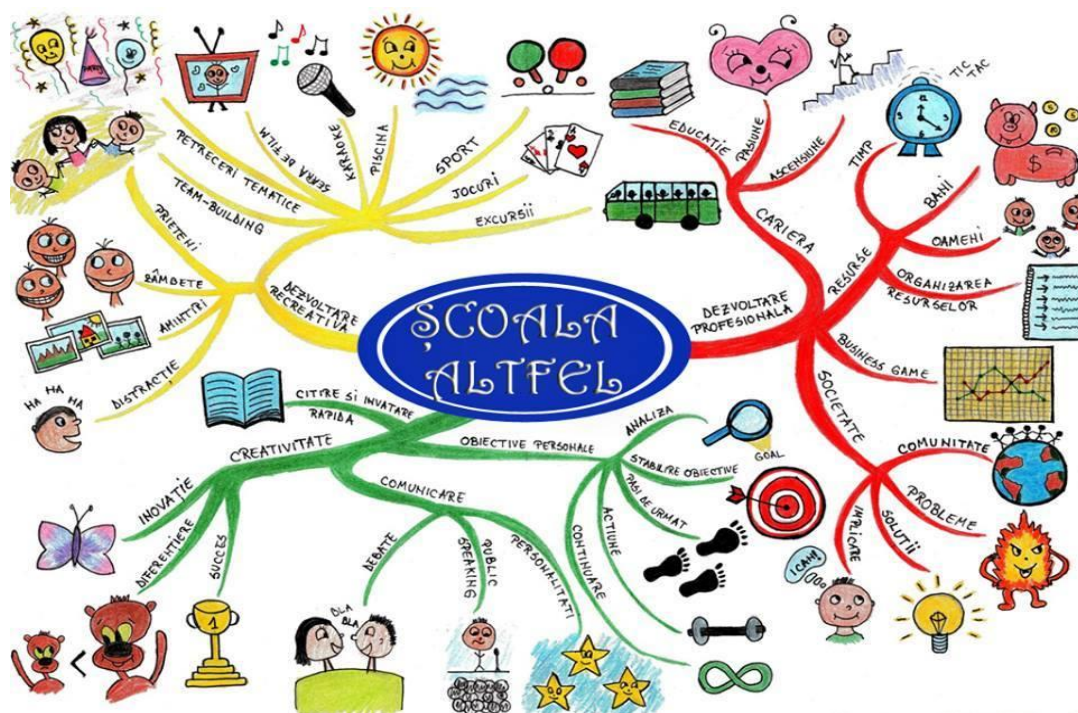 ȘCOALA
ALTFEL
DEZVOLTARE
RECREATIVA
PETRECERI TEMATICE
TEAM-BUILDING
SEARA DE FILM
KARAOKE
PISCINA
SPORT
JOCURI
EXCURSII
PRIETENI
ZÂMBETE
AMINTIRI
DISTRACȚIE
HA HA HA
DEZVOLTARE
PROFESIONALA
CARIERA
EDUCATIE
PASIUNE
ASCENSIUNE
RESURSE
TIMP
TIC
TAC
BANI
$
OAMENI
ORGANIZAREA
RESURSELOR
BUSINESS GAME
SOCIETATE
COMUNITATE
PROBLEME
SOLUTII
IMPLICARE
I CAN!
CITIRE SI INVATARE
RAPIDA
CREATIVITATE
INOVATIE
DIFERENTIERE
SUCCES
1
COMUNICARE
DEBATE
BLA
BLA
PUBLIC
SPEAKING
PERSONALITATI
OBIECTIVE PERSONALE
ANALIZA
STABILIRE OBIECTIVE
GOAL
PASI DE URMAT
ACTIUNE
CONTINUARE